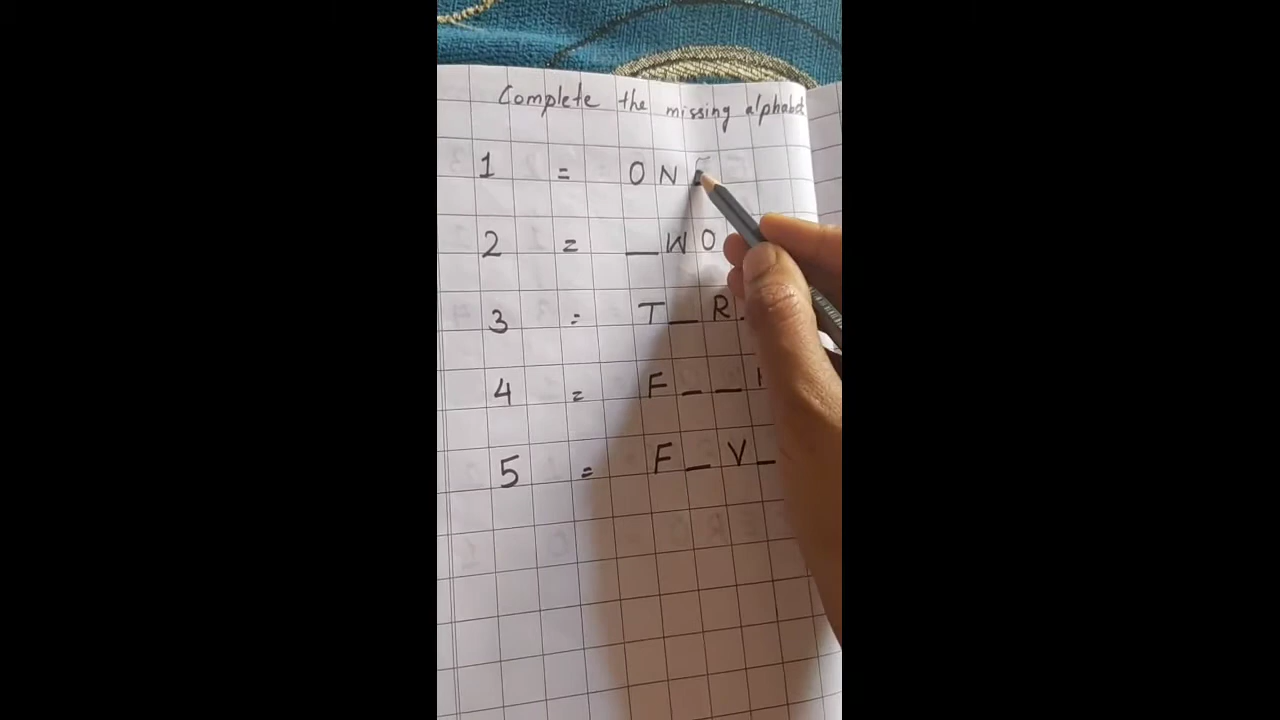 Complete the missing alphabet
1 = ONE
2 = _WO
3 = T_R
4 = F__
5 = F_V_